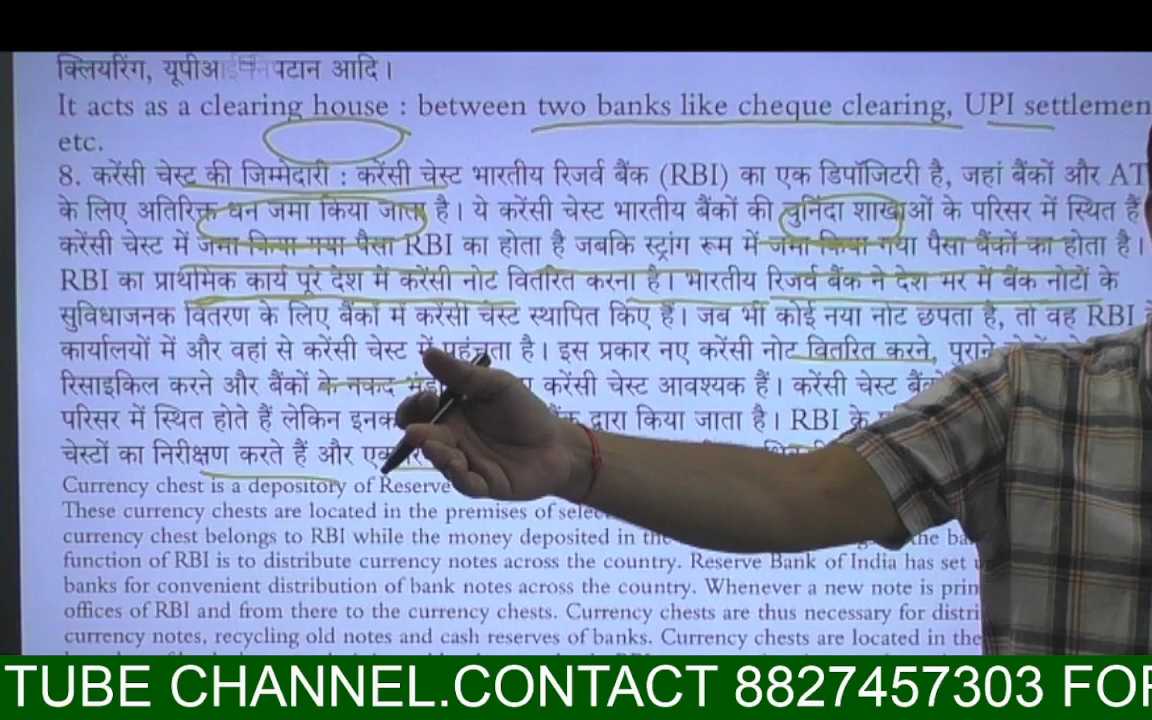 क्लियरिंग, यूपीआई पटान आदि।
It acts as a clearing house : between two banks like cheque clearing, UPI settlemen
etc.
8. करेंसी चेस्ट की जिम्मेदारी : करेंसी चेस्ट भारतीय रिजर्व बैंक (RBI) का एक डिपॉजिटरी है, जहां बैंकों और AT
के लिए अतिरिक्त धन जमा किया जाता है। ये करेंसी चेस्ट भारतीय बैंकों की चुनिंदा शाखाओं के परिसर में स्थित हैं
करेंसी चेस्ट में जमा किया गया पैसा RBI का होता है जबकि स्ट्रांग रूम में जमा किया गया पैसा बैंकों का होता है।
RBI का प्राथमिक कार्य पूरे देश में करेंसी नोट वितरित करना है। भारतीय रिजर्व बैंक ने देश भर में बैंक नोटों के
सुविधाजनक वितरण के लिए बैंकों में करेंसी चेस्ट स्थापित किए हैं। जब भी कोई नया नोट छपता है, तो वह RBI के
कार्यालयों में और वहां से करेंसी चेस्ट में पहुंचता है। इस प्रकार नए करेंसी नोट वितरित करने, पुराने
रिसाइकिल करने और बैंकों के नकद करेंसी चेस्ट आवश्यक हैं। करेंसी चेस्ट
परिसर में स्थित होते हैं लेकिन द्वारा किया जाता है। RBI के
चेस्टों का निरीक्षण करते हैं और
Currency chest is a depository of Reserve
These currency chests are located in the premises of
currency chest belongs to RBI while the money deposited in the the
function of RBI is to distribute currency notes across the country. Reserve Bank of India has set
banks for convenient distribution of bank notes across the country. Whenever a new note is prin
offices of RBI and from there to the currency chests. Currency chests are thus necessary for distri
currency notes, recycling old notes and cash reserves of banks. Currency chests are located in the
TUBE CHANNEL.CONTACT 8827457303 FOR